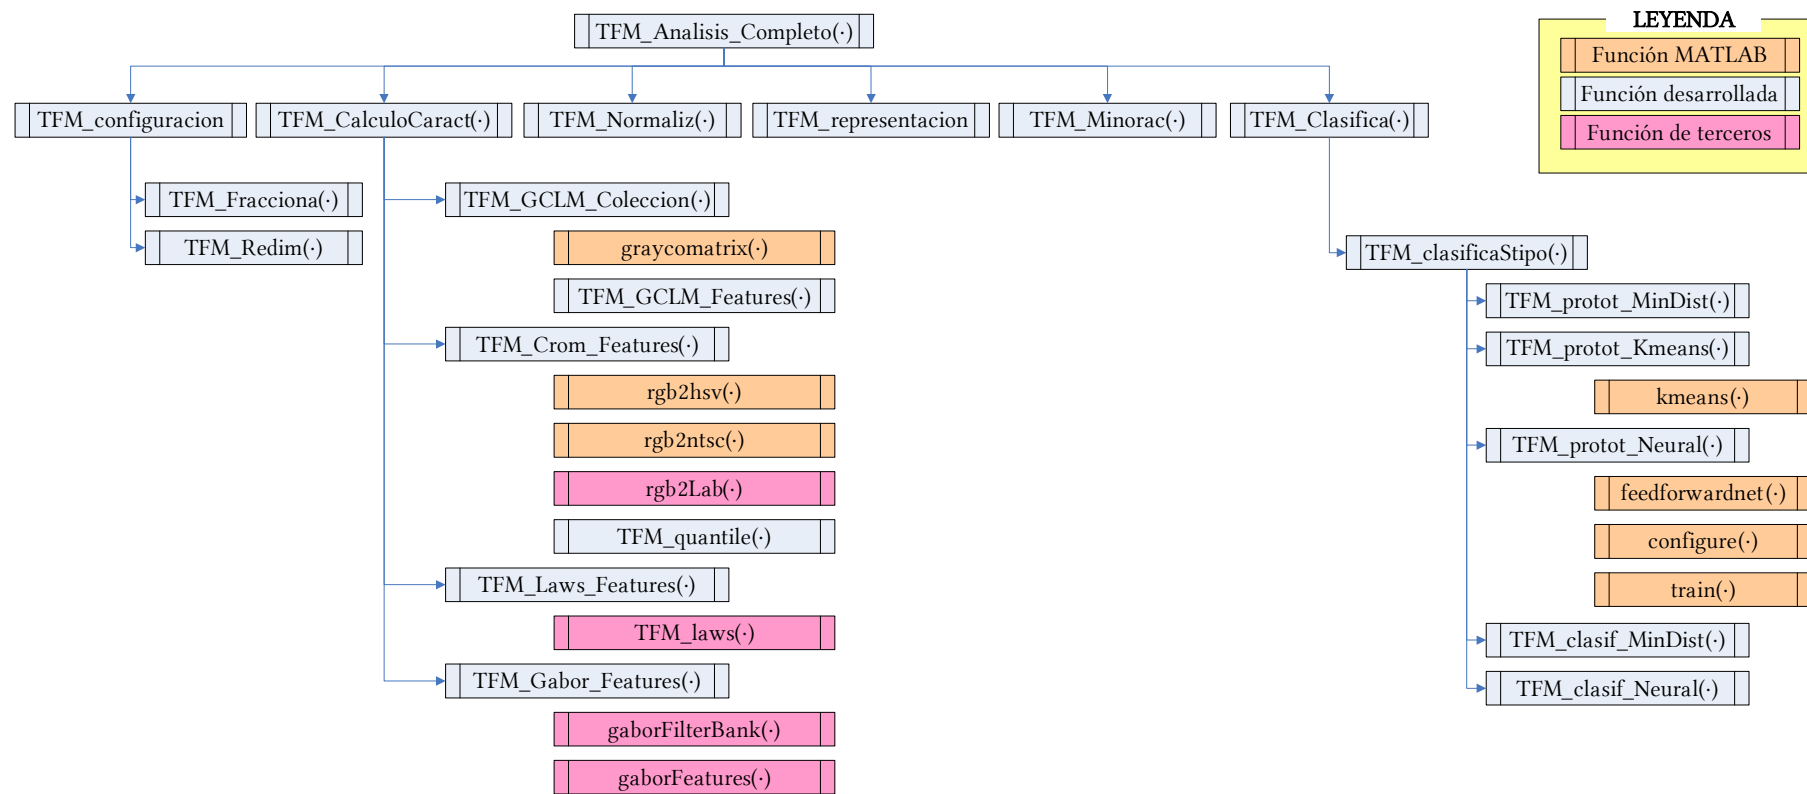 TFM_Analisis_Completo(·)
LEYENDA
Función MATLAB
Función desarrollada
Función de terceros
TFM_configuracion
TFM_CalculoCaract(·)
TFM_Normaliz(·)
TFM_representacion
TFM_Minorac(·)
TFM_Clasifica(·)
TFM_Fracciona(·)
TFM_Redim(·)
TFM_GCLM_Coleccion(·)
graycomatrix(·)
TFM_GCLM_Features(·)
TFM_Crom_Features(·)
rgb2hsv(·)
rgb2ntsc(·)
rgb2Lab(·)
TFM_quantile(·)
TFM_Laws_Features(·)
TFM_laws(·)
TFM_Gabor_Features(·)
gaborFilterBank(·)
gaborFeatures(·)
TFM_clasificaStipo(·)
TFM_protot_MinDist(·)
TFM_protot_Kmeans(·)
kmeans(·)
TFM_protot_Neural(·)
feedforwardnet(·)
configure(·)
train(·)
TFM_clasif_MinDist(·)
TFM_clasif_Neural(·)